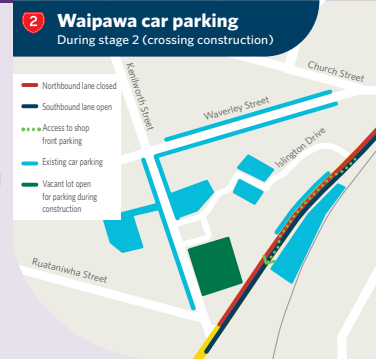 2
Waipawa car parking
During stage 2 (crossing construction)
Northbound lane closed
Southbound lane open
Access to shop
front parking
Existing car parking
Vacant lot open
for parking during
construction
Kenilworth Street
Church Street
Waverley Street
Islington Drive
Ruataniwha Street